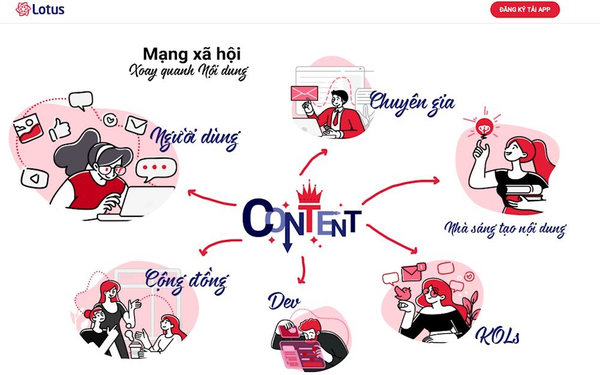 Lotus
ĐĂNG KÝ TẢI APP
Mạng xã hội
Xoay quanh Nội dung
Chuyên gia
Người dùng
Nhà sáng tạo nội dung
CONTENT
Cộng đồng
Dev
KOLs